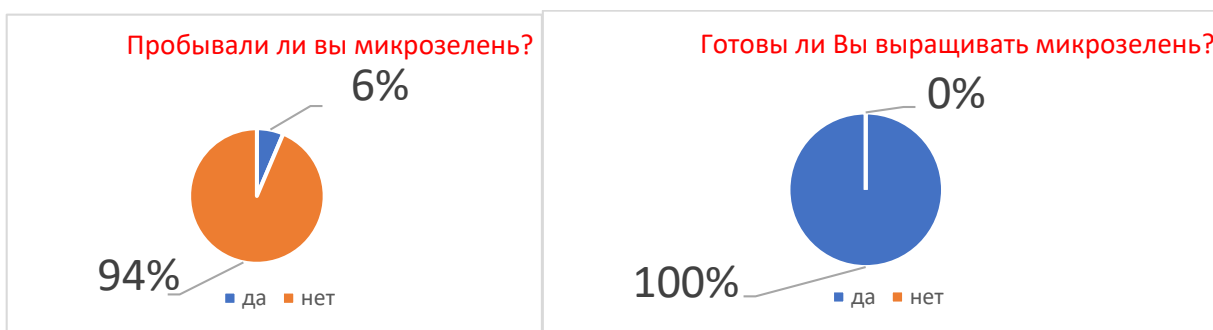 Пробывали ли вы микрозелень?
6%
94%
да нет
Готовы ли Вы выращивать микрозелень?
0%
100%
да нет